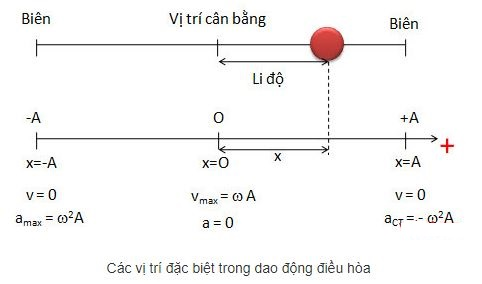 Biên Vị trí cân bằng Biên
Li độ
-A O +A
+
x=-A x=O x x=A
v = 0 vmax = ω A v = 0
amax = ω²A a = 0 aCT =.- ω²A
Các vị trí đặc biệt trong dao động điều hòa